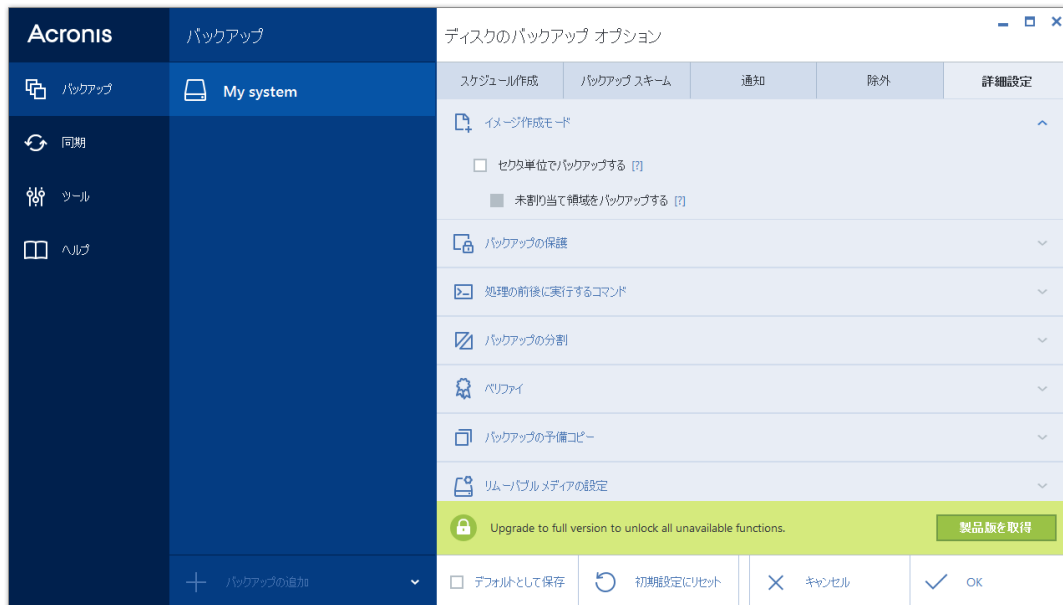 Acronis
バックアップ
同期
ツール
ヘルプ
バックアップ
My system
バックアップの追加
ディスクのバックアップ オプション
スケジュール作成
バックアップ スキーム
通知
除外
詳細設定
イメージ作成モード
セクタ単位でバックアップする [?]
未割り当て領域をバックアップする [?]
バックアップの保護
処理の前後に実行するコマンド
バックアップの分割
ベリファイ
バックアップの予備コピー
リムーバブル メディアの設定
Upgrade to full version to unlock all unavailable functions.
製品版を取得
デフォルトとして保存
初期設定にリセット
キャンセル
OK